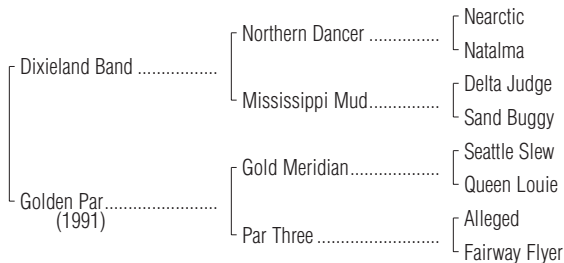 Nearctic
Northern Dancer ...............
Natalma
Dixieland Band .................
Delta Judge
Mississippi Mud...............
Sand Buggy
Seattle Slew
Gold Meridian...................
Queen Louie
Golden Par........................
(1991)
Alleged
Par Three ..........................
Fairway Flyer